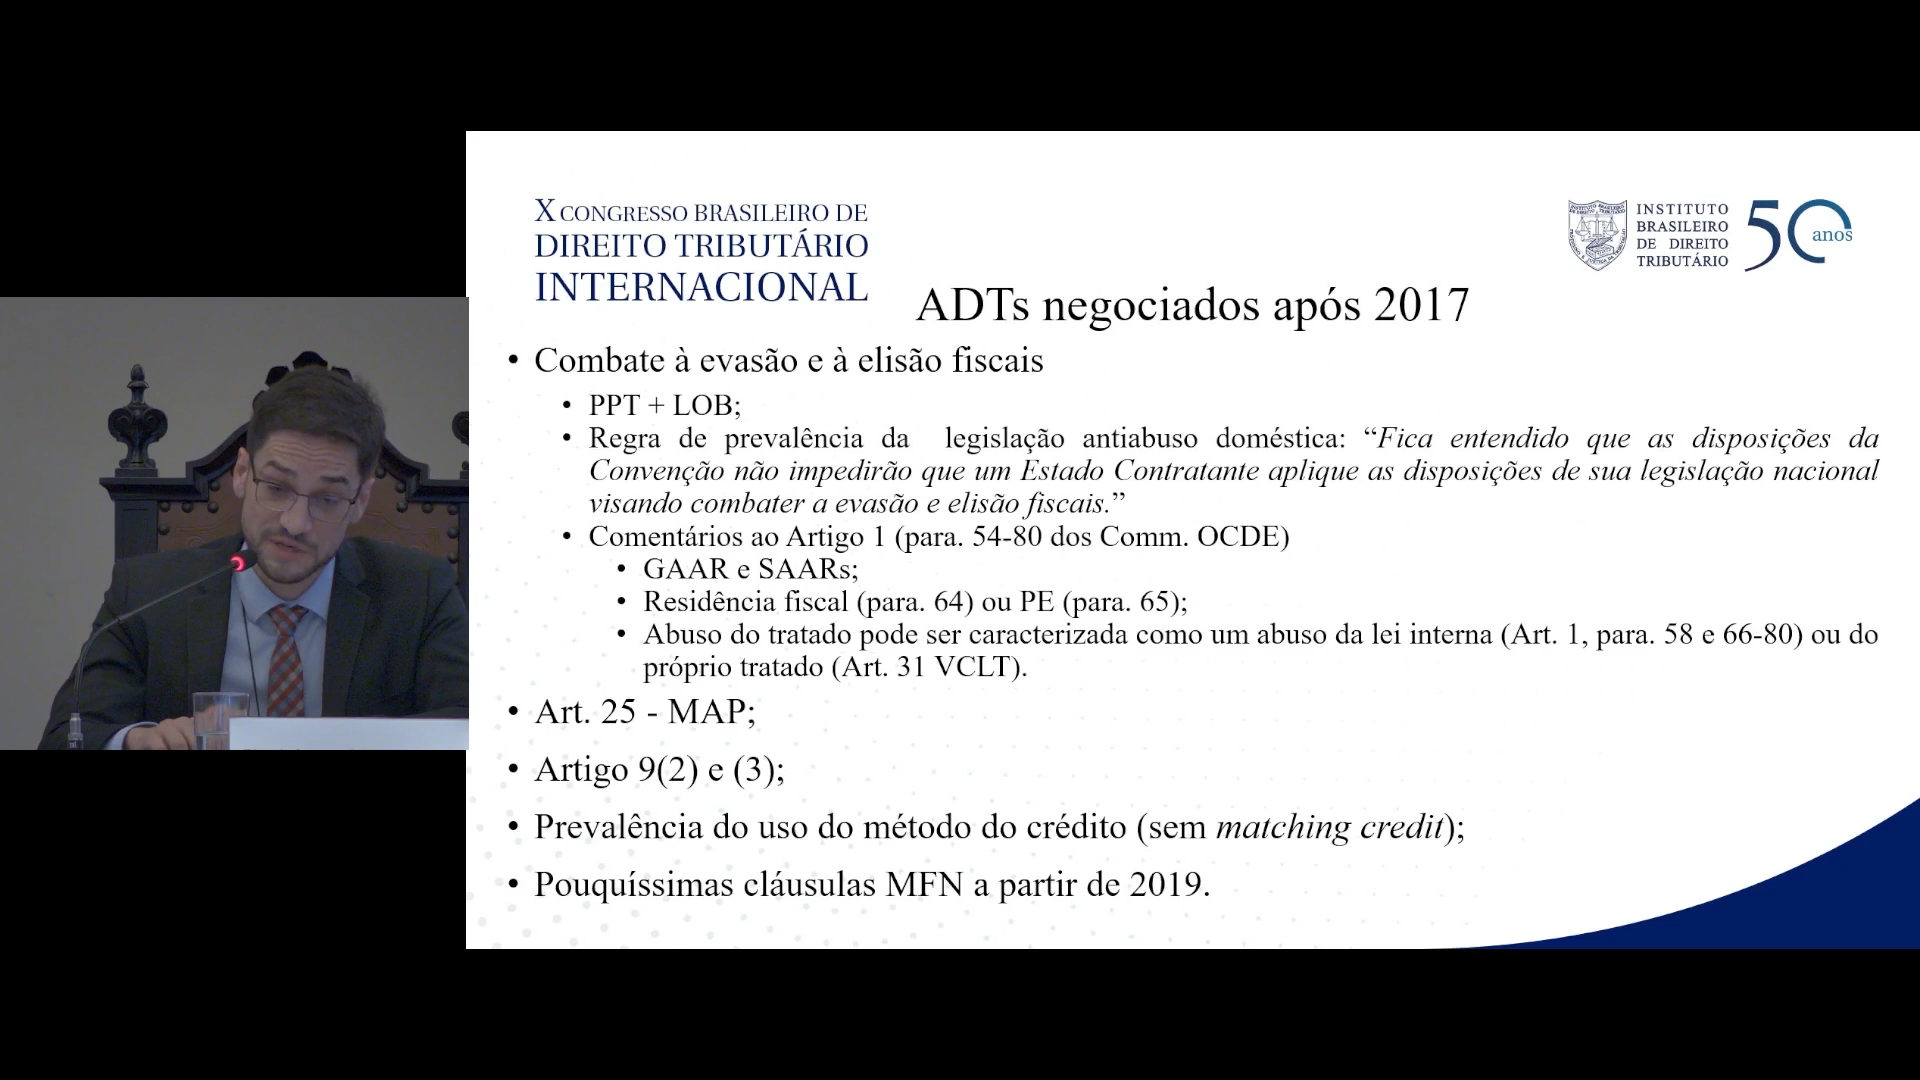 X CONGRESSO BRASILEIRO DE
DIREITO TRIBUTÁRIO
INTERNACIONAL
INSTITUTO
BRASILEIRO
DE DIREITO
TRIBUTÁRIO
50 anos
ADTs negociados após 2017
• Combate à evasão e à elisão fiscais
• PPT + LOB;
• Regra de prevalência da legislação antiabuso doméstica: “Fica entendido que as disposições da
Convenção não impedirão que um Estado Contratante aplique as disposições de sua legislação nacional
visando combater a evasão e elisão fiscais.”
• Comentários ao Artigo 1 (para. 54-80 dos Comm. OCDE)
• GAAR e SAARs;
• Residência fiscal (para. 64) ou PE (para. 65);
• Abuso do tratado pode ser caracterizada como um abuso da lei interna (Art. 1, para. 58 e 66-80) ou do
próprio tratado (Art. 31 VCLT).
• Art. 25 - MAP;
• Artigo 9(2) e (3);
• Prevalência do uso do método do crédito (sem matching credit);
• Pouquíssimas cláusulas MFN a partir de 2019.